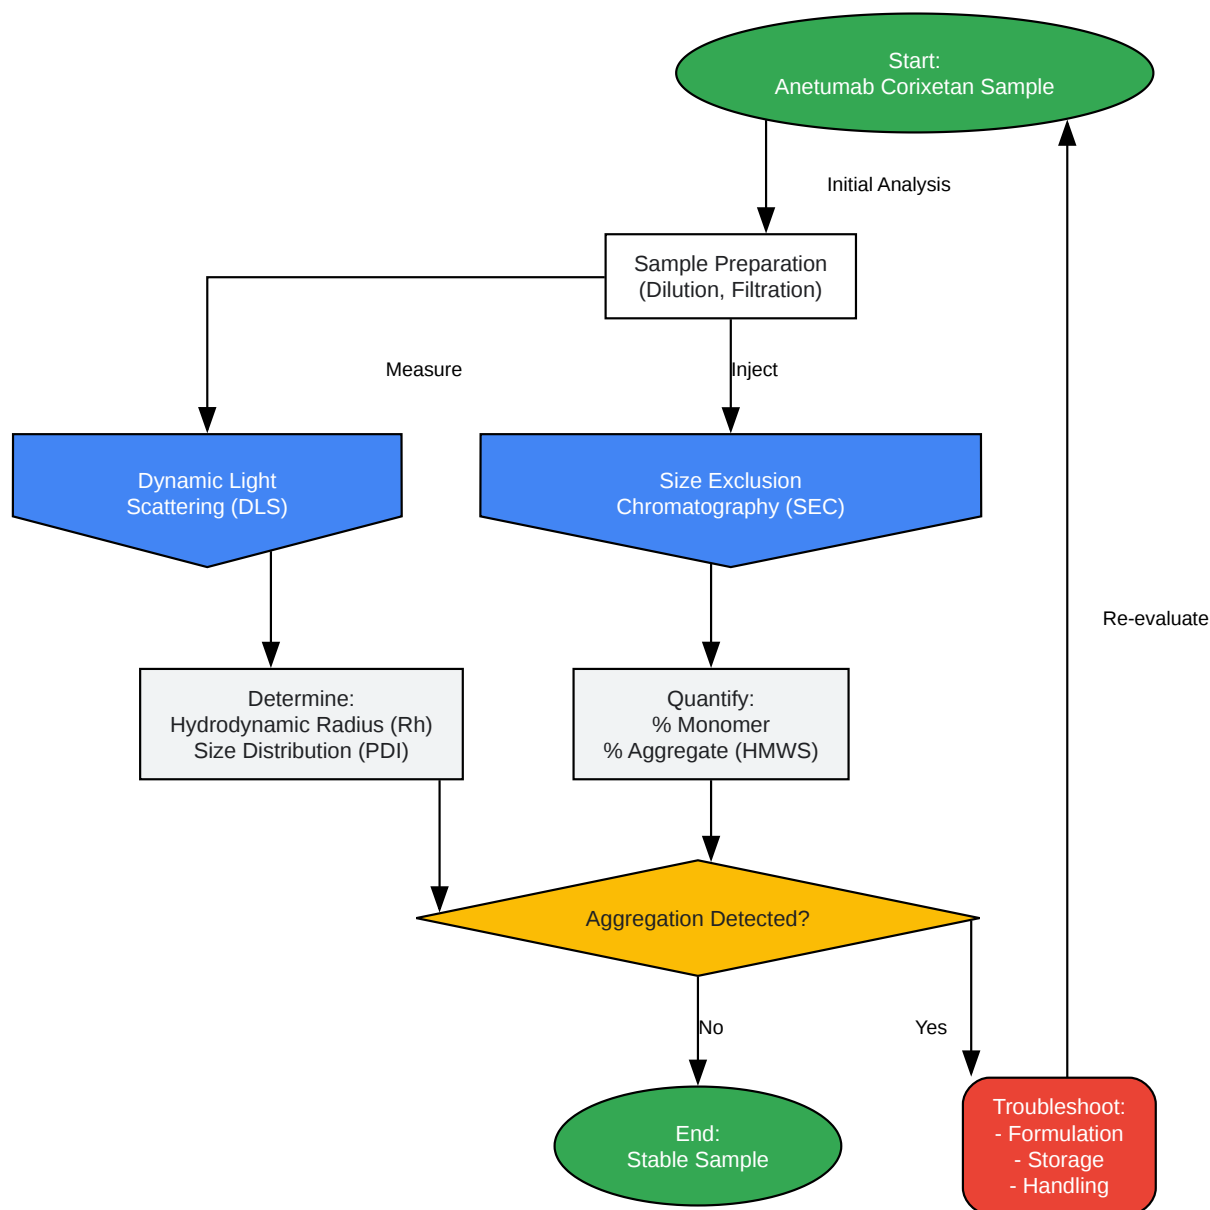 Start:
Anetumab Corixetan Sample
Initial Analysis
Sample Preparation
(Dilution, Filtration)
Measure
Inject
Dynamic Light
Scattering (DLS)
Size Exclusion
Chromatography (SEC)
Re-evaluate
Determine:
Hydrodynamic Radius (Rh)
Size Distribution (PDI)
Quantify:
% Monomer
% Aggregate (HMWS)
Aggregation Detected?
No
Yes
End:
Stable Sample
Troubleshoot:
- Formulation
- Storage
- Handling